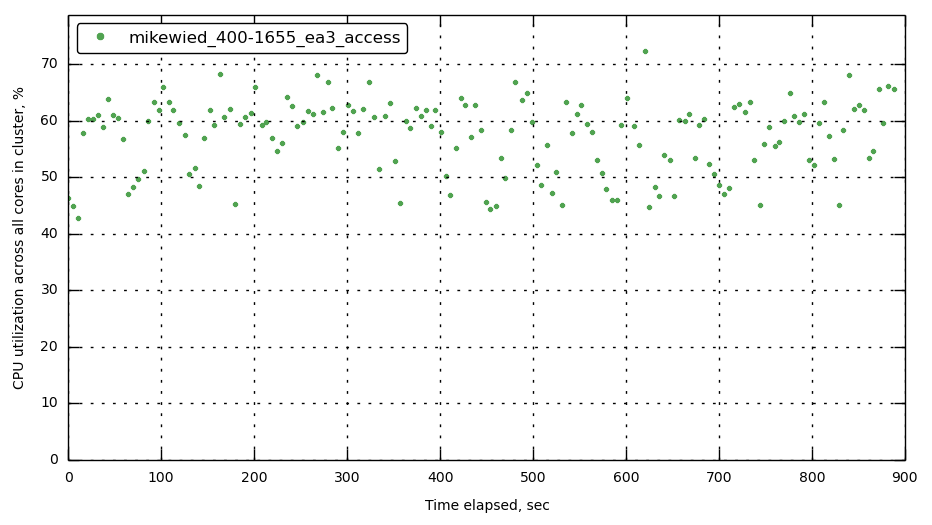 mikewied_400-1655_ea3_access
CPU utilization across all cores in cluster, %
70
60
50
40
30
20
10
0
0 100 200 300 400 500 600 700 800 900
Time elapsed, sec